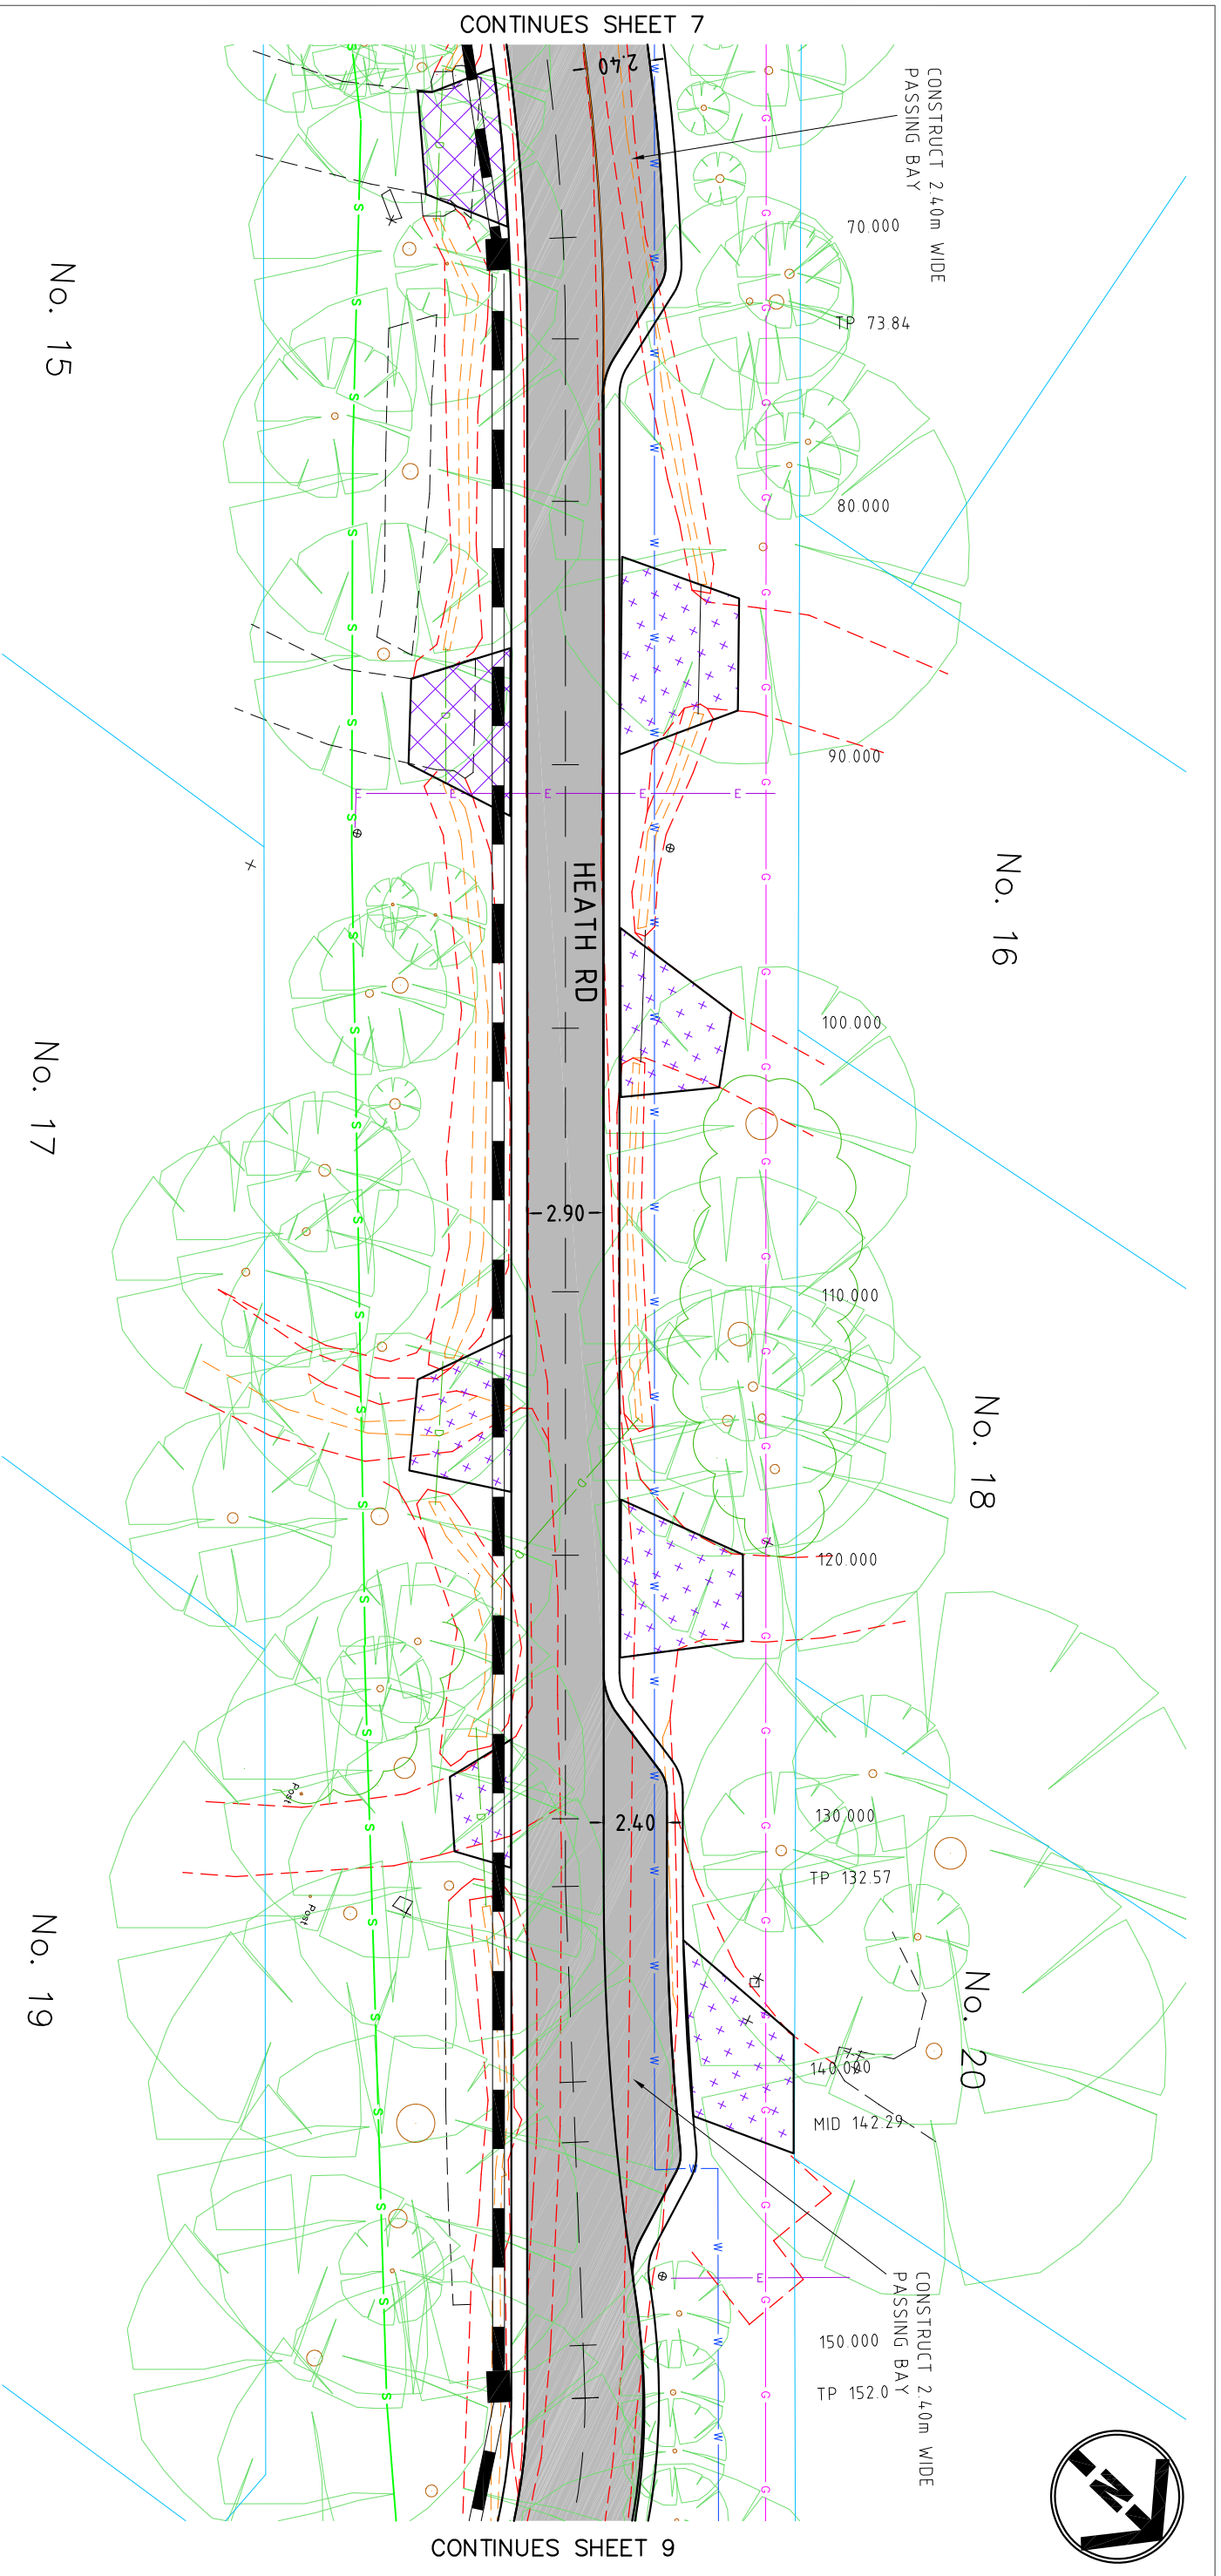 CONTINUES SHEET 7
2.40
CONSTRUCT 2.40m WIDE
PASSING BAY
70.000
No. 15
TP 73.84
80.000
90.000
HEATH RD
No. 16
100.000
No. 17
2.90
110.000
No. 18
120.000
Post
130.000
2.40
TP 132.57
Post
No. 19
No. 20
140.000
MID 142.29
CONSTRUCT 2.40m WIDE
PASSING BAY
150.000
TP 152.0
N
CONTINUES SHEET 9
S
W
G
E
D